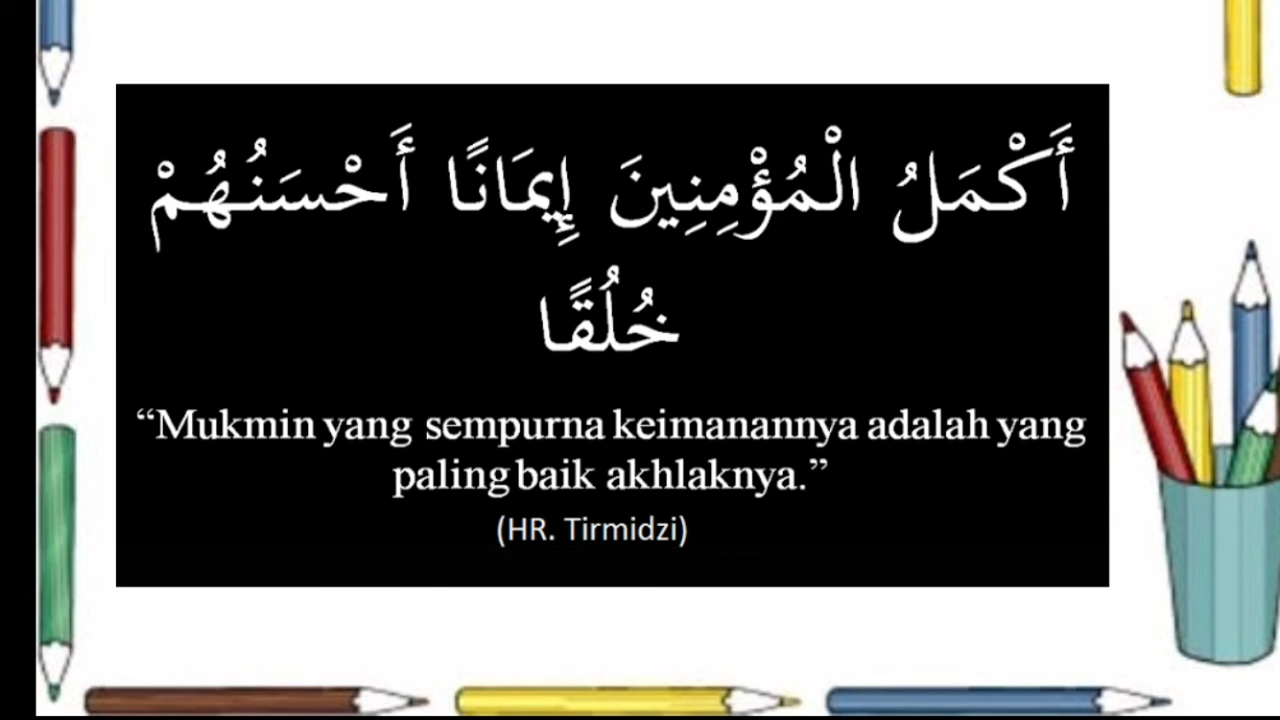 أَكْمَلُ الْمُؤْمِنِينَ إِيمَانًا أَحْسَنُهُمْ
خُلُقًا
“Mukmin yang sempurna keimanannya adalah yang
paling baik akhlaknya.”
(HR. Tirmidzi)